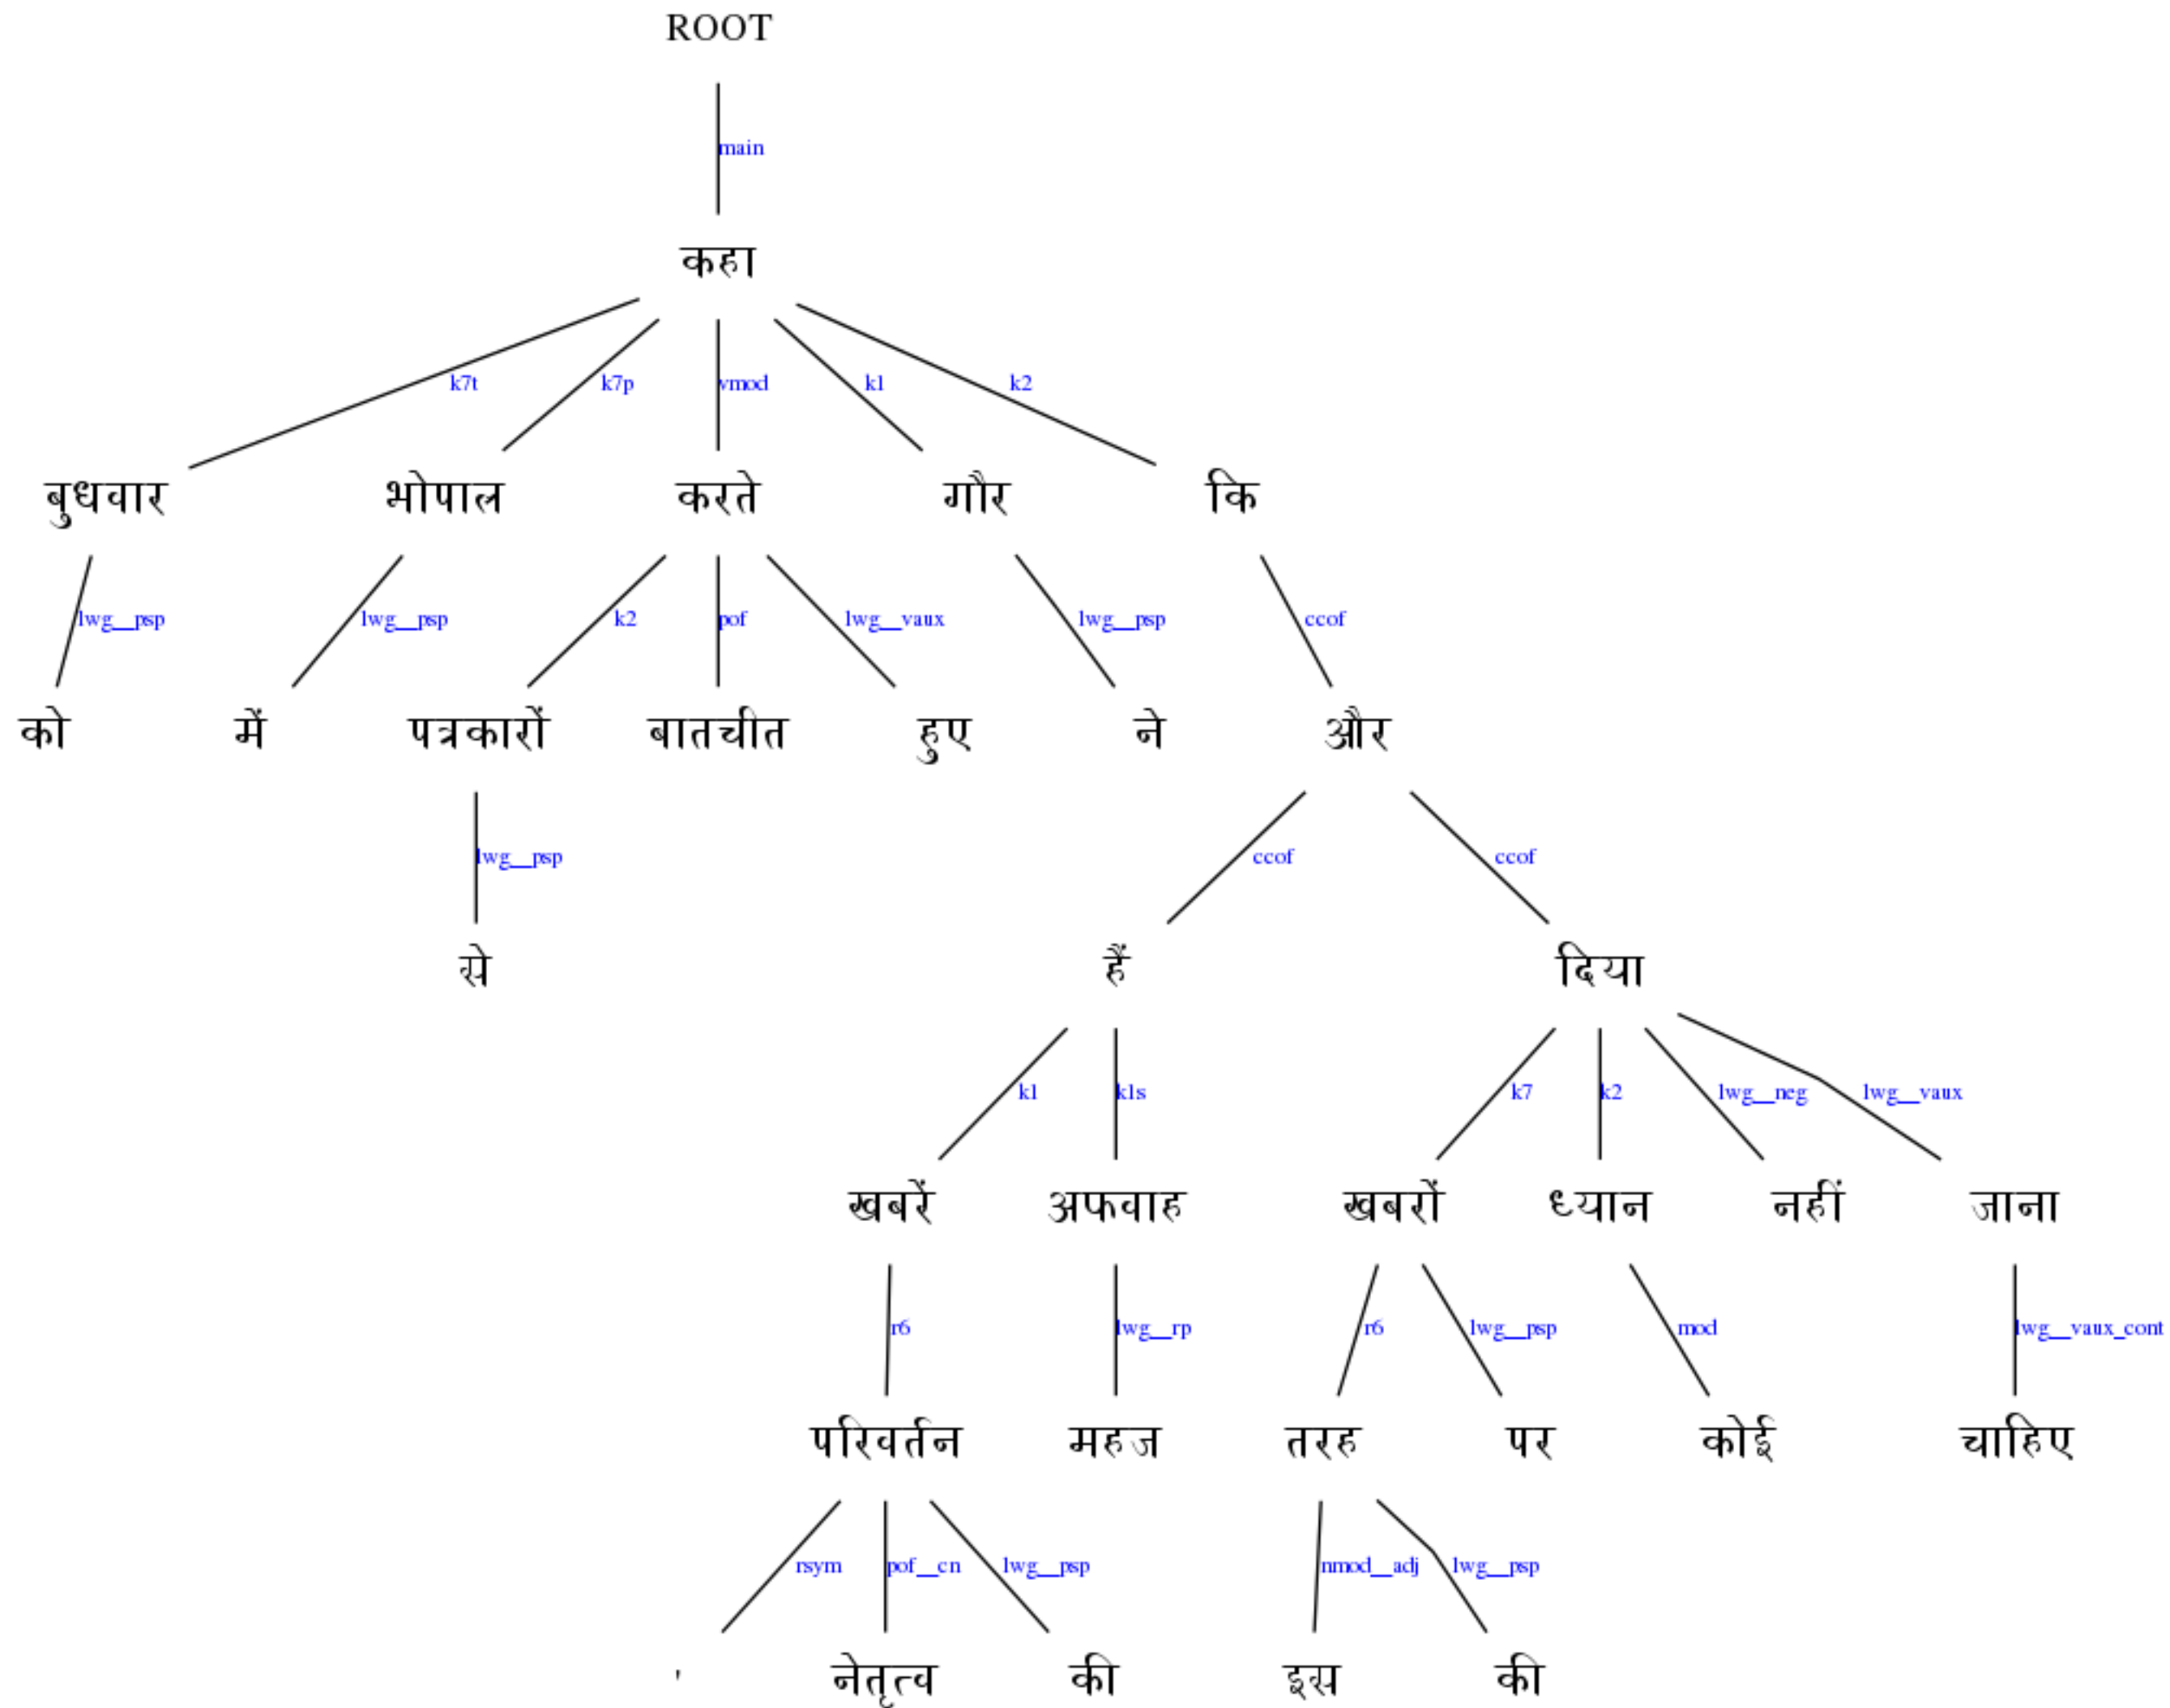 ROOT
main
कहा
k7t k7p vmod k1 k2
बुधवार भोपाल करते गौर कि
lwg__psp lwg__psp k2 pof lwg__vaux lwg__psp ccof
को में पत्रकारों बातचीत हुए ने और
lwg__psp ccof ccof
से हैं दिया
k1 k1s k7 k2 lwg__neg lwg__vaux
खबरें अफवाह खबरों ध्यान नहीं जाना
r6 lwg__rp r6 lwg__psp mod lwg__vaux_cont
परिवर्तन महज तरह पर कोई चाहिए
rsym pof__cn lwg__psp nmod__adj lwg__psp
' नेतृत्व की इस की